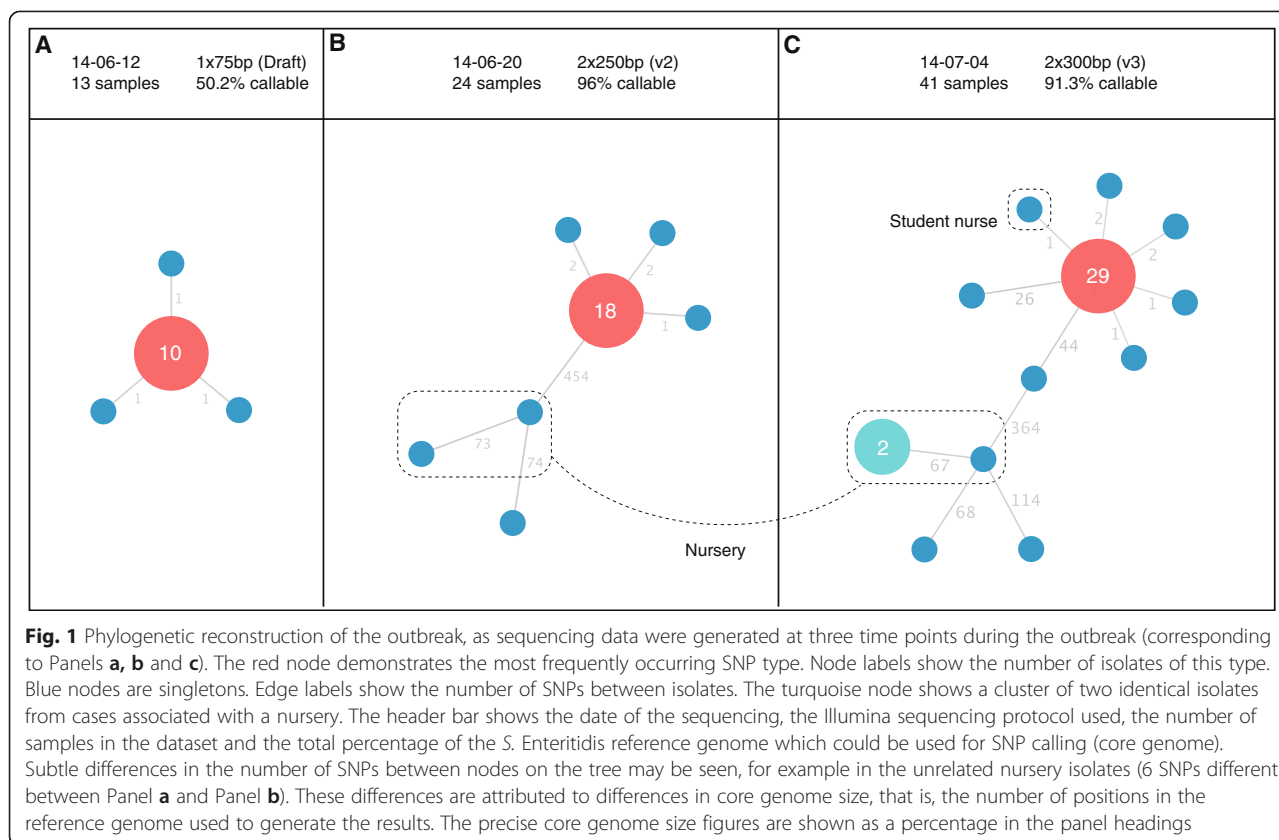 A
14-06-12 1x75bp (Draft)
13 samples 50.2% callable
1
10
1
1
B
14-06-20 2x250bp (v2)
24 samples 96% callable
2
2
18
1
454
73
74
Nursery
C
14-07-04 2x300bp (v3)
41 samples 91.3% callable
Student nurse
2
1
2
29
26
1
1
44
364
2
67
114
68
Fig. 1 Phylogenetic reconstruction of the outbreak, as sequencing data were generated at three time points during the outbreak (corresponding
to Panels a, b and c). The red node demonstrates the most frequently occurring SNP type. Node labels show the number of isolates of this type.
Blue nodes are singletons. Edge labels show the number of SNPs between isolates. The turquoise node shows a cluster of two identical isolates
from cases associated with a nursery. The header bar shows the date of the sequencing, the Illumina sequencing protocol used, the number of
samples in the dataset and the total percentage of the S. Enteritidis reference genome which could be used for SNP calling (core genome).
Subtle differences in the number of SNPs between nodes on the tree may be seen, for example in the unrelated nursery isolates (6 SNPs different
between Panel a and Panel b). These differences are attributed to differences in core genome size, that is, the number of positions in the
reference genome used to generate the results. The precise core genome size figures are shown as a percentage in the panel headings